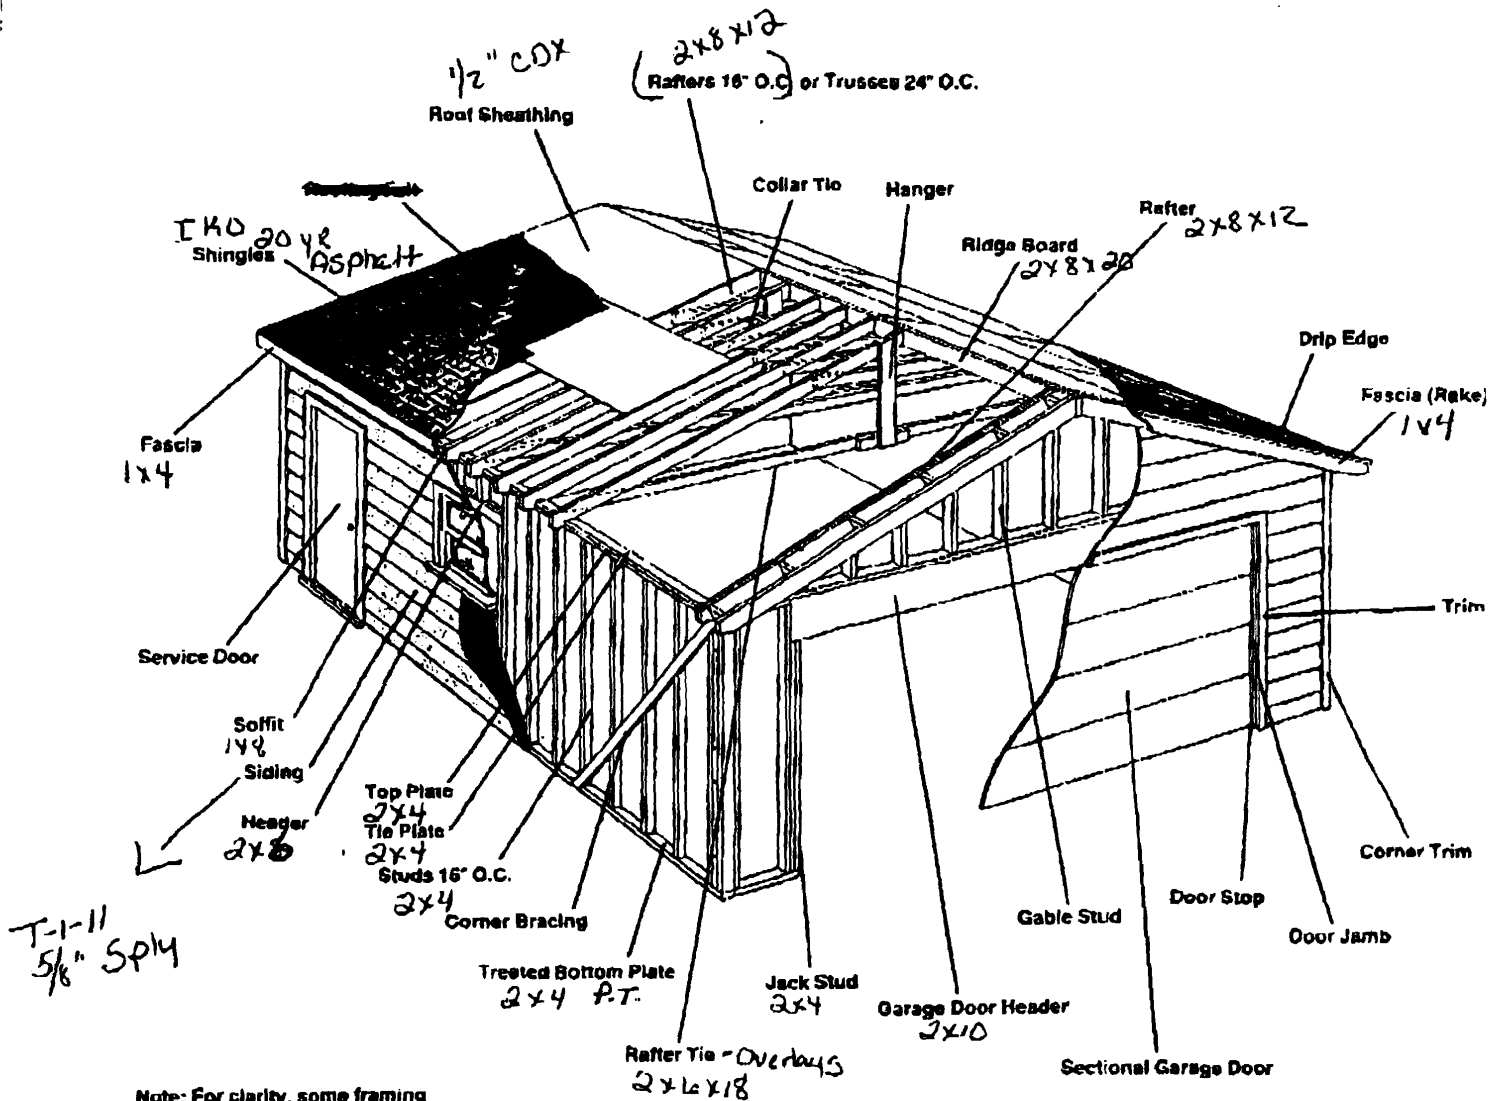 2x8x12
1/2" CDX
(Rafters 16" O.C.) or Trusses 24" O.C.
Roof Sheathing
Collar Tie
Hanger
Rafter
2x8x12
IKO 20 YR
Shingles Asphalt
Ridge Board
2x8x20
Drip Edge
Fascia (Rake)
1x4
Fascia
1x4
Trim
Service Door
Soffit
1x8
Siding
Top Plate
2x4
Header
2x8
Tie Plate
2x4
Studs 16" O.C.
2x4
Corner Bracing
Corner Trim
Door Stop
Gable Stud
Door Jamb
T-1-11
5/8" 5ply
Treated Bottom Plate
2x4 P.T.
Jack Stud
2x4
Garage Door Header
2x10
Rafter Tie - Overlays
2x6x18
Sectional Garage Door
Note: For clarity, some framing